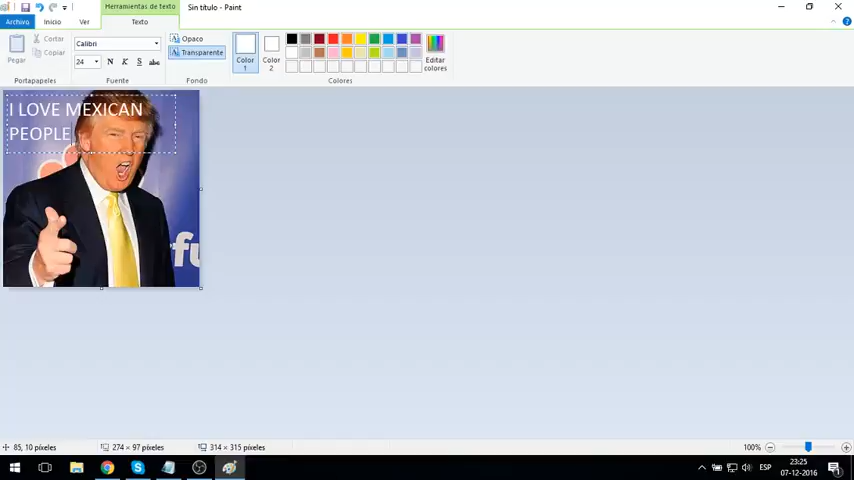 Herramientas de texto
Sin título - Paint
Archivo
Inicio
Ver
Texto
Pegar
Cortar
Copiar
Portapapeles
Calibri
24
N
K
S
abc
Fuente
Opaco
Transparente
Fondo
Color
1
Color
2
Editar
colores
Colores
I LOVE MEXICAN
PEOPLE
rfu
85, 10 píxeles
274 × 97 píxeles
314 × 315 píxeles
100%
ESP
23:25
07-12-2016